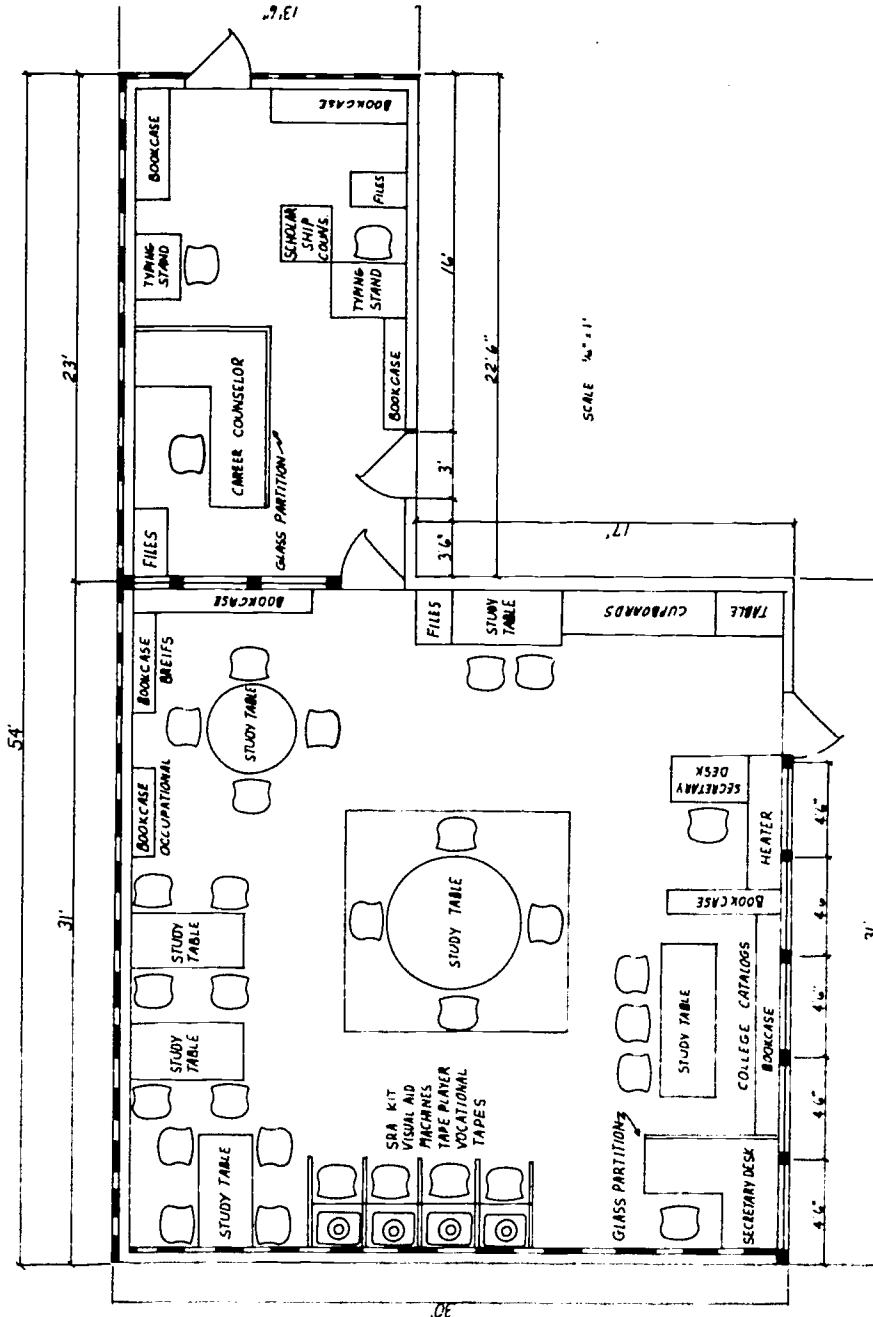 13'6"
BOOKCASE
BOOKCASE
FILES
SCHOLAR
SHIP
COUNS.
TYPING
STAND
TYPING
STAND
BOOKCASE
16'
23'
22'6"
CAREER COUNSELOR
GLASS PARTITION
FILES
3'
3'6"
SCALE 1/16" = 1'
17'
54'
BOOKCASE
FILES
STUDY
TABLE
CUPBOARDS
TABLE
BOOKCASE
BREIFS
STUDY TABLE
BOOKCASE
OCCUPATIONAL
SECRETARY
DESK
HEATER
4'6"
31'
STUDY
TABLE
STUDY TABLE
BOOKCASE
4'6
31'
STUDY
TABLE
STUDY TABLE
COLLEGE CATALOGS
BOOKCASE
4'6"
4'6"
SRA KIT
VISUAL AID
MACHINES
TAPE PLAYER
VOCATIONAL
TAPES
STUDY TABLE
GLASS PARTITION
SECRETARY DESK
4'6"
30'